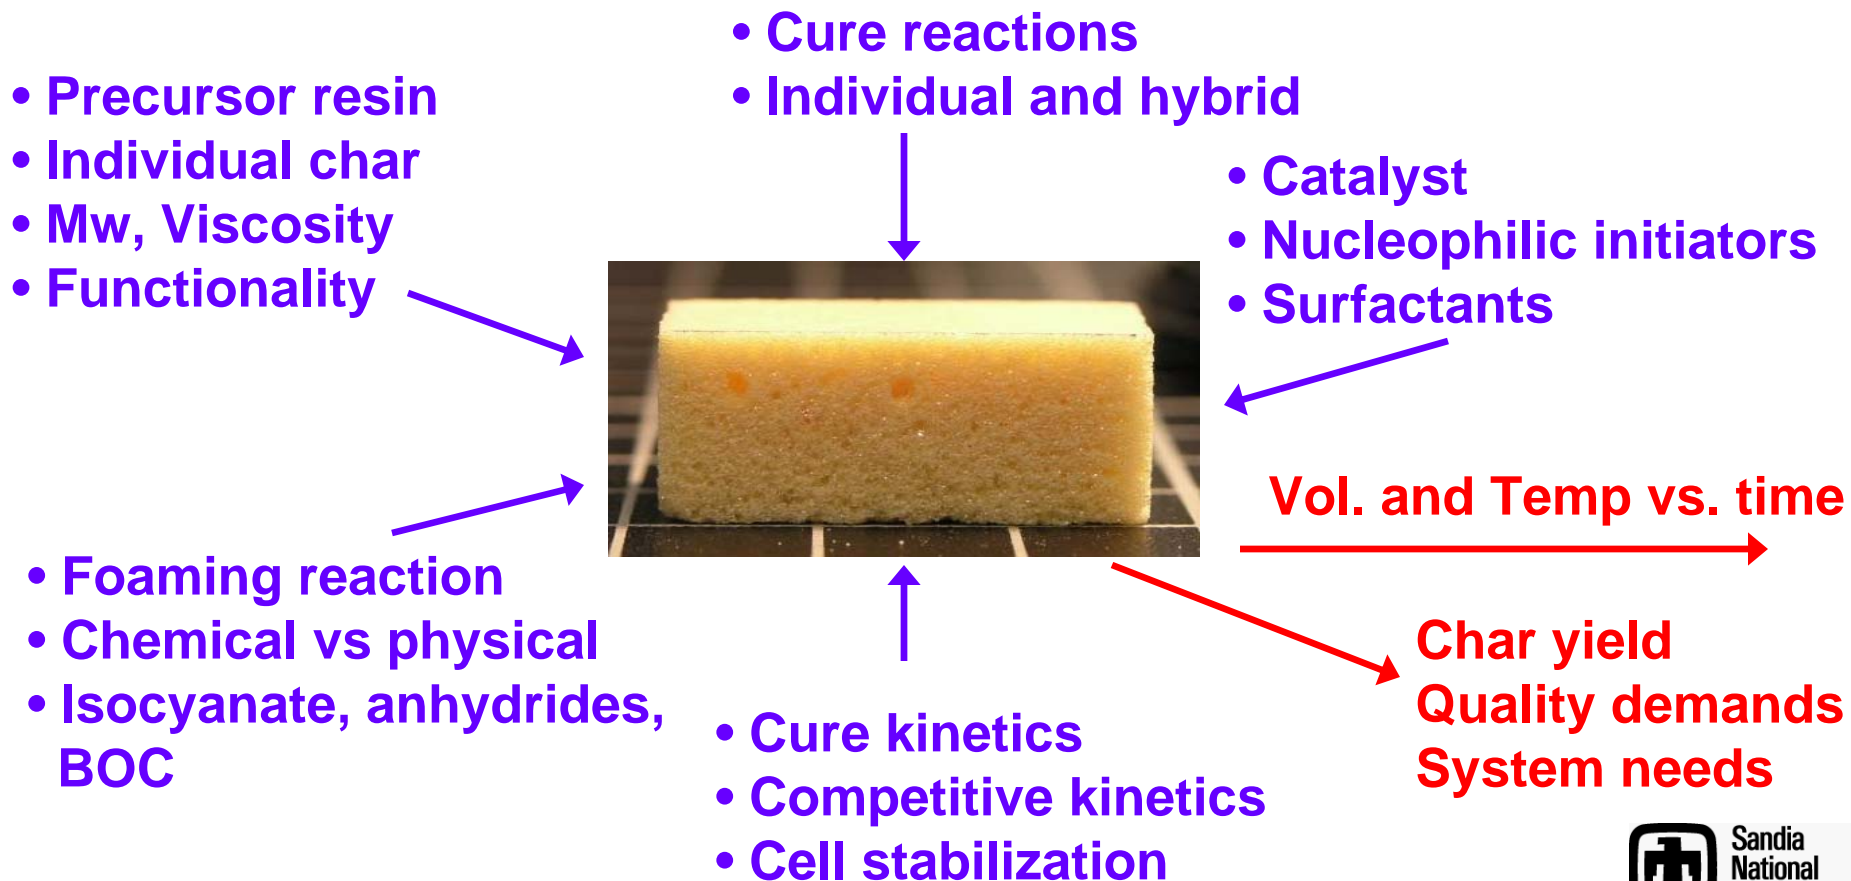 • Cure reactions
• Individual and hybrid
• Precursor resin
• Individual char
• Mw, Viscosity
• Functionality
• Catalyst
• Nucleophilic initiators
• Surfactants
Vol. and Temp vs. time
• Foaming reaction
• Chemical vs physical
• Isocyanate, anhydrides,
BOC
Char yield
Quality demands
System needs
• Cure kinetics
• Competitive kinetics
• Cell stabilization
Sandia
National